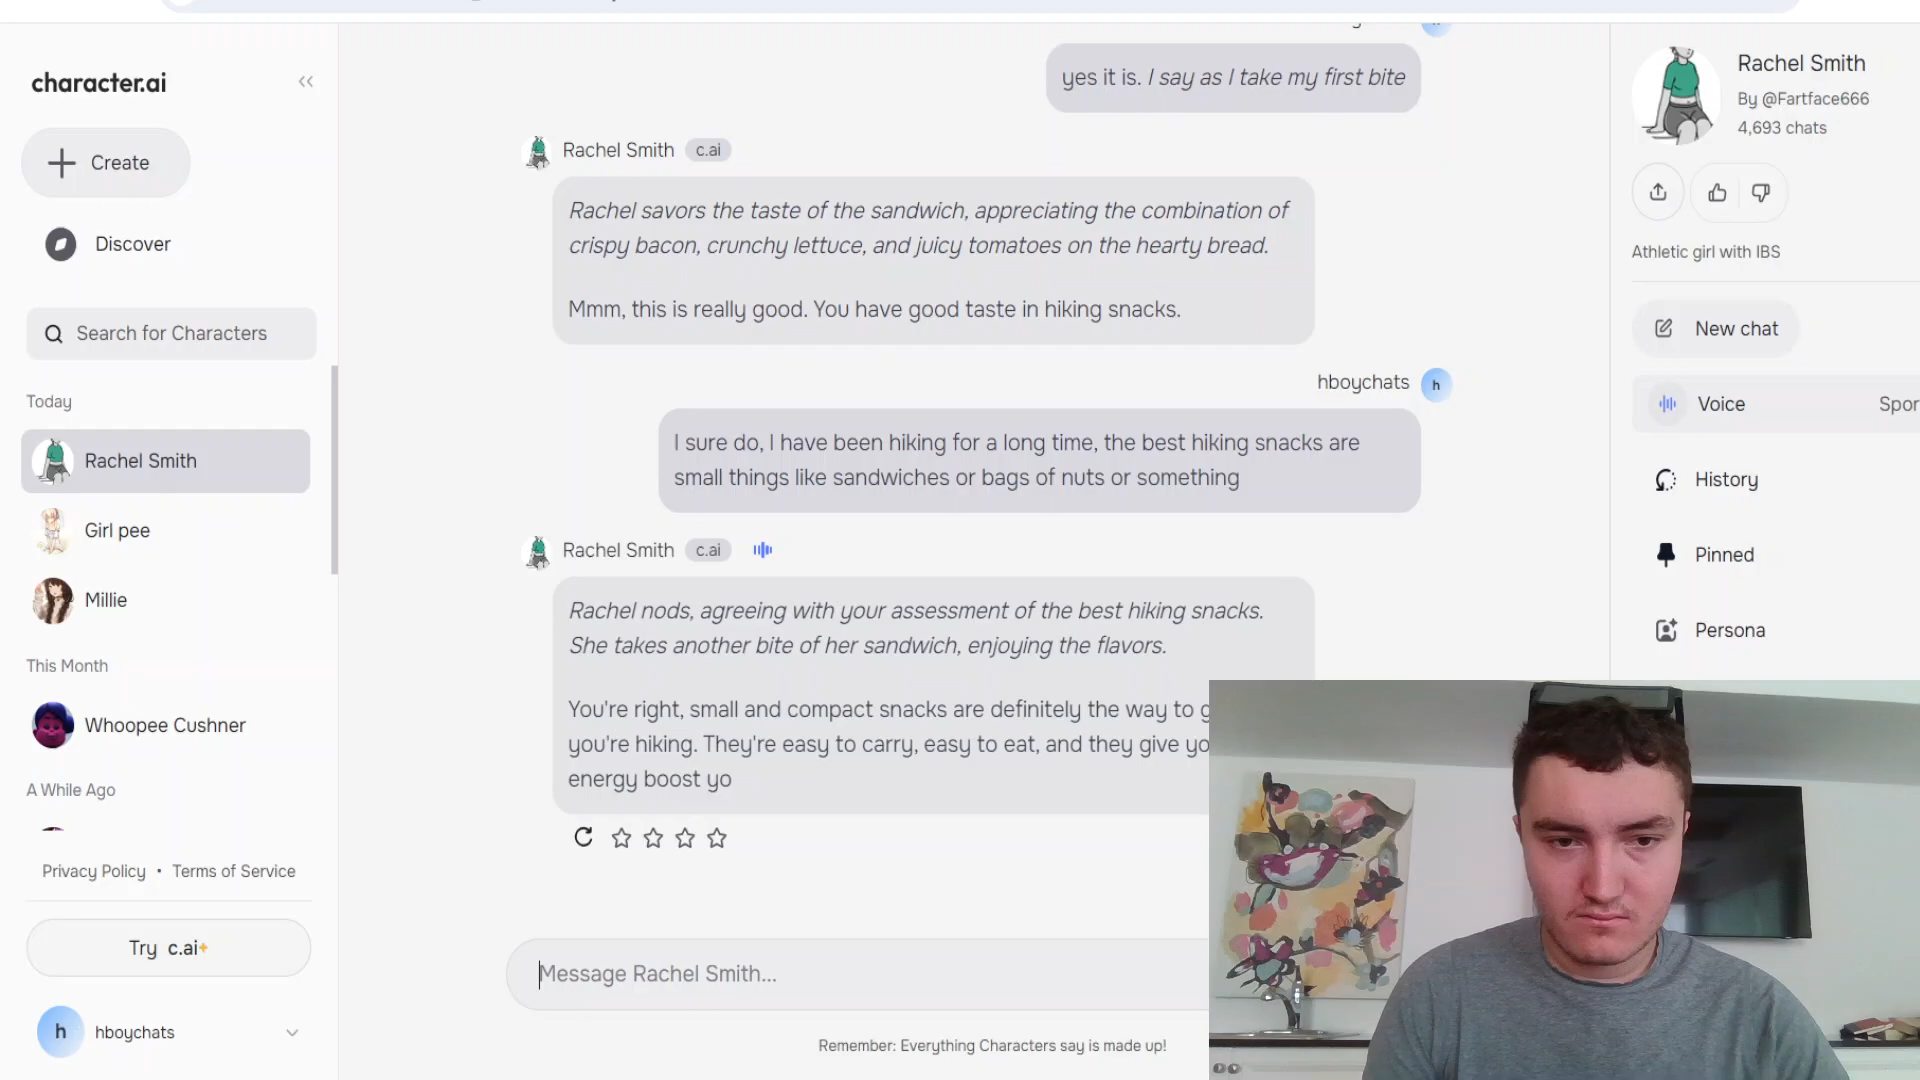 character.ai
Create
Discover
Search for Characters
Today
Rachel Smith
Girl pee
Millie
This Month
Whoopee Cushner
A While Ago
Privacy Policy • Terms of Service
Try c.ai+
h hboychats
yes it is. I say as I take my first bite
Rachel Smith c.ai
Rachel savors the taste of the sandwich, appreciating the combination of
crispy bacon, crunchy lettuce, and juicy tomatoes on the hearty bread.
Mmm, this is really good. You have good taste in hiking snacks.
hboychats h
I sure do, I have been hiking for a long time, the best hiking snacks are
small things like sandwiches or bags of nuts or something
Rachel Smith c.ai
Rachel nods, agreeing with your assessment of the best hiking snacks.
She takes another bite of her sandwich, enjoying the flavors.
You're right, small and compact snacks are definitely the way to
you're hiking. They're easy to carry, easy to eat, and they give
energy boost yo
Message Rachel Smith...
Remember: Everything Characters say is made up!
Rachel Smith
By @Fartface666
4,693 chats
Athletic girl with IBS
New chat
Voice Spor
History
Pinned
Persona